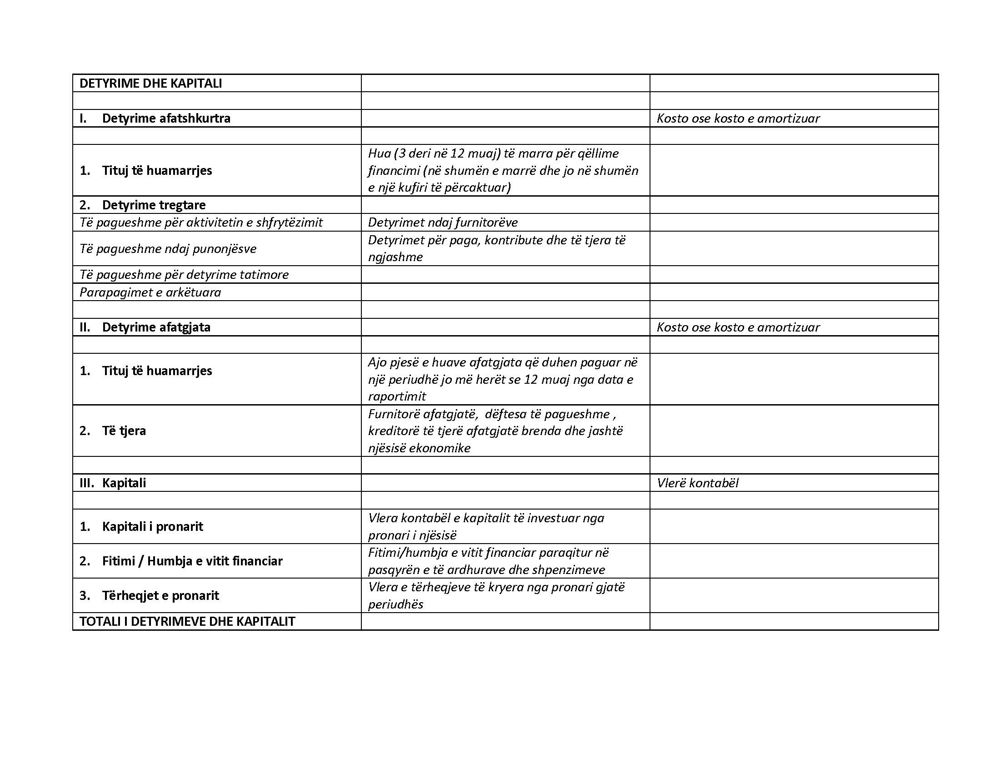 DETYRIME DHE KAPITALI
I. Detyrime afatshkurtra
Kosto ose kosto e amortizuar
1. Tituj të huamarrjes
Hua (3 deri në 12 muaj) të marra për qëllime
financimi (në shumën e marrë dhe jo në shumën
e një kufiri të përcaktuar)
2. Detyrime tregtare
Të pagueshme për aktivitetin e shfrytëzimit
Detyrimet ndaj furnitorëve
Të pagueshme ndaj punonjësve
Detyrimet për paga, kontribute dhe të tjera të
ngjashme
Të pagueshme për detyrime tatimore
Parapagimet e arkëtuara
II. Detyrime afatgjata
Kosto ose kosto e amortizuar
1. Tituj të huamarrjes
Ajo pjesë e huave afatgjata që duhen paguar në
një periudhë jo më herët se 12 muaj nga data e
raportimit
2. Të tjera
Furnitorë afatgjatë,  dëftesa të pagueshme ,
kreditorë të tjerë afatgjatë brenda dhe jashtë
njësisë ekonomike
III. Kapitali
Vlerë kontabël
1. Kapitali i pronarit
Vlera kontabël e kapitalit të investuar nga
pronari i njësisë
2. Fitimi / Humbja e vitit financiar
Fitimi/humbja e vitit financiar paraqitur në
pasqyrën e të ardhurave dhe shpenzimeve
3. Tërheqjet e pronarit
Vlera e tërheqjeve të kryera nga pronari gjatë
periudhës
TOTALI I DETYRIMEVE DHE KAPITALIT